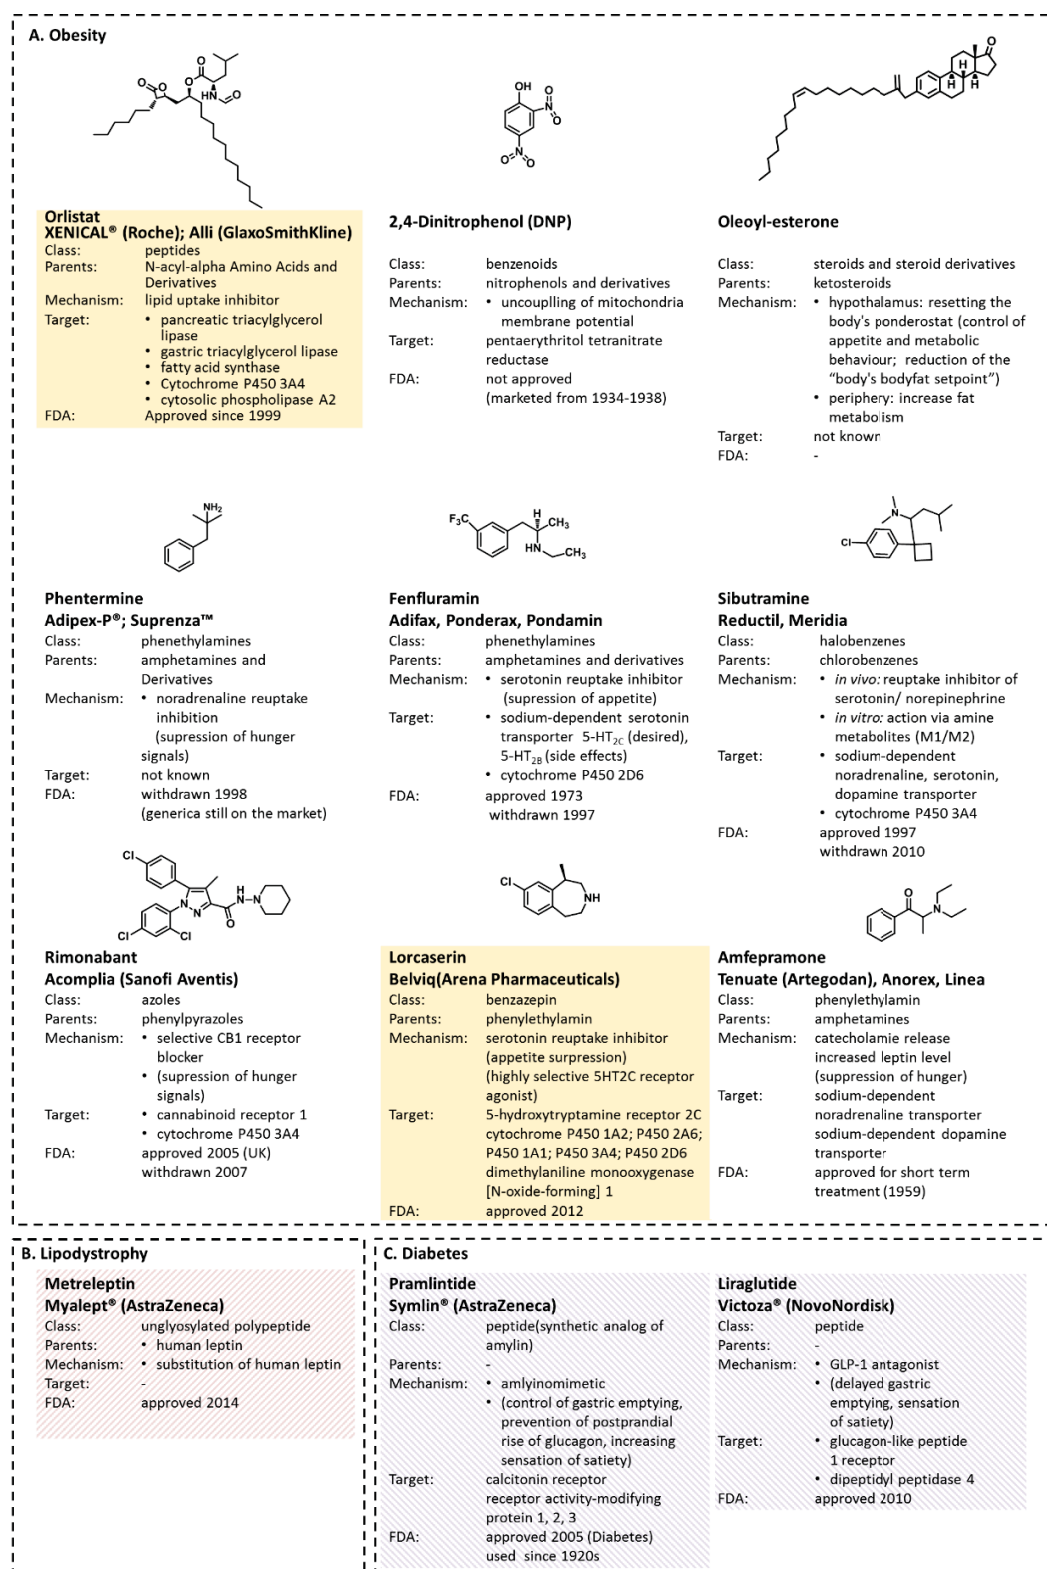 A. Obesity
O
O
O
O
HN
O
OH
N
O
O
N
O
O
O
H
H
H
Orlistat
XENICAL® (Roche); Alli (GlaxoSmithKline)
Class: peptides
Parents: N-acyl-alpha Amino Acids and
Derivatives
Mechanism: lipid uptake inhibitor
Target: • pancreatic triacylglycerol
lipase
• gastric triacylglycerol lipase
• fatty acid synthase
• Cytochrome P450 3A4
• cytosolic phospholipase A2
FDA: Approved since 1999
2,4-Dinitrophenol (DNP)
Class: benzenoids
Parents: nitrophenols and derivatives
Mechanism: • uncouplling of mitochondria
membrane potential
Target: pentaerythritol tetranitrate
reductase
FDA: not approved
(marketed from 1934-1938)
Oleoyl-esterone
Class: steroids and steroid derivatives
Parents: ketosteroids
Mechanism: • hypothalamus: resetting the
body's ponderostat (control of
appetite and metabolic
behaviour; reduction of the
“body's bodyfat setpoint”)
• periphery: increase fat
metabolism
Target: not known
FDA: -
NH2
F3C
H
CH3
HN
CH3
N
Cl
Phentermine
Adipex-P®; Suprenza™
Class: phenethylamines
Parents: amphetamines and
Derivatives
Mechanism: • noradrenaline reuptake
inhibition
(supression of hunger
signals)
Target: not known
FDA: withdrawn 1998
(generica still on the market)
Fenfluramin
Adifax, Ponderax, Pondamin
Class: phenethylamines
Parents: amphetamines and derivatives
Mechanism: • serotonin reuptake inhibitor
(supression of appetite)
Target: • sodium-dependent serotonin
transporter 5-HT2C (desired),
5-HT2B (side effects)
• cytochrome P450 2D6
FDA: approved 1973
withdrawn 1997
Sibutramine
Reductil, Meridia
Class: halobenzenes
Parents: chlorobenzenes
Mechanism: • in vivo: reuptake inhibitor of
serotonin/ norepinephrine
• in vitro: action via amine
metabolites (M1/M2)
Target: • sodium-dependent
noradrenaline, serotonin,
dopamine transporter
• cytochrome P450 3A4
FDA: approved 1997
withdrawn 2010
Cl
N
N
H
N
N
O
Cl
Cl
Cl
NH
O
N
Rimonabant
Acomplia (Sanofi Aventis)
Class: azoles
Parents: phenylpyrazoles
Mechanism: • selective CB1 receptor
blocker
• (supression of hunger
signals)
Target: • cannabinoid receptor 1
• cytochrome P450 3A4
FDA: approved 2005 (UK)
withdrawn 2007
Lorcaserin
Belviq(Arena Pharmaceuticals)
Class: benzazepin
Parents: phenylethylamin
Mechanism: serotonin reuptake inhibitor
(appetite surpression)
(highly selective 5HT2C receptor
agonist)
Target: 5-hydroxytryptamine receptor 2C
cytochrome P450 1A2; P450 2A6;
P450 1A1; P450 3A4; P450 2D6
dimethylaniline monooxygenase
[N-oxide-forming] 1
FDA: approved 2012
Amfepramone
Tenuate (Artegodan), Anorex, Linea
Class: phenylethylamin
Parents: amphetamines
Mechanism: catecholamie release
increased leptin level
(suppression of hunger)
Target: sodium-dependent
noradrenaline transporter
sodium-dependent dopamine
transporter
FDA: approved for short term
treatment (1959)
B. Lipodystrophy
Metreleptin
Myalept® (AstraZeneca)
Class: unglyosylated polypeptide
Parents: • human leptin
Mechanism: • substitution of human leptin
Target: -
FDA: approved 2014
C. Diabetes
Pramlintide
Symlin® (AstraZeneca)
Class: peptide(synthetic analog of
amylin)
Parents: -
Mechanism: • amlyinomimetic
• (control of gastric emptying,
prevention of postprandial
rise of glucagon, increasing
sensation of satiety)
Target: calcitonin receptor
receptor activity-modifying
protein 1, 2, 3
FDA: approved 2005 (Diabetes)
used since 1920s
Liraglutide
Victoza® (NovoNordisk)
Class: peptide
Parents: -
Mechanism: • GLP-1 antagonist
• (delayed gastric
emptying, sensation
of satiety)
Target: • glucagon-like peptide
1 receptor
• dipeptidyl peptidase 4
FDA: approved 2010